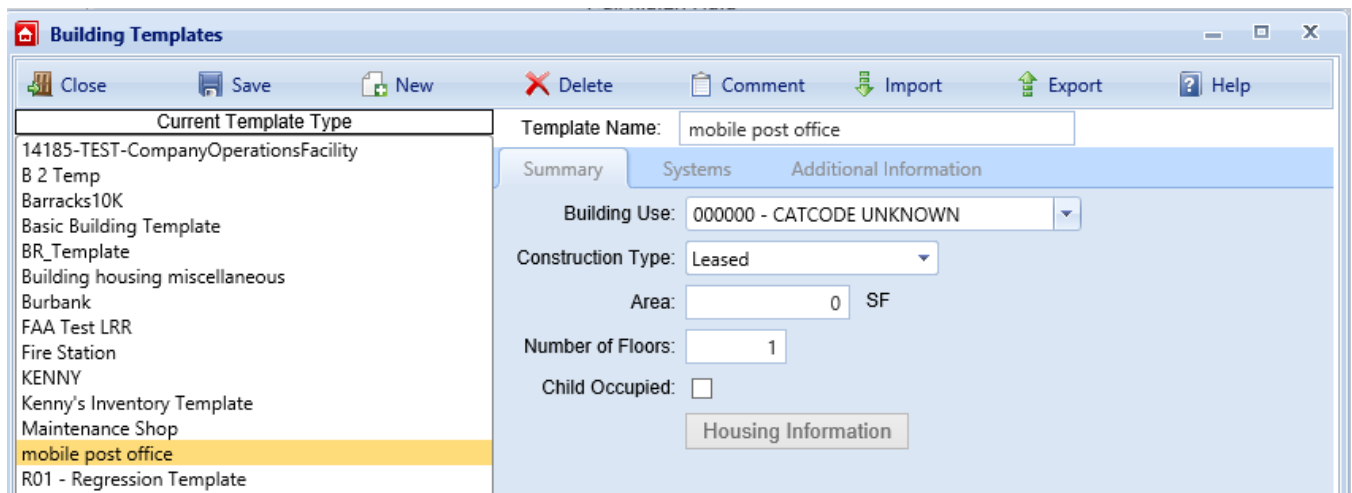 Building Templates
Close Save New Delete Comment Import Export Help
Current Template Type
14185-TEST-CompanyOperationsFacility
B 2 Temp
Barracks10K
Basic Building Template
BR_Template
Building housing miscellaneous
Burbank
FAA Test LRR
Fire Station
KENNY
Kenny's Inventory Template
Maintenance Shop
mobile post office
R01 - Regression Template
Template Name: mobile post office
Summary Systems Additional Information
Building Use: 000000 - CATCODE UNKNOWN
Construction Type: Leased
Area: 0 SF
Number of Floors: 1
Child Occupied:
Housing Information